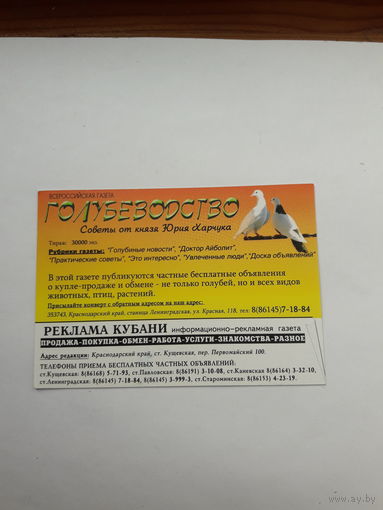 ВСЕРОССИЙСКАЯ ГАЗЕТА
ГОЛУБЕВОДСТВО
Советы от князя Юрия Харчука
Тираж: 30000 экз.
Рубрики газеты: "Голубиные новости", "Доктор Айболит",
"Практические советы", "Это интересно", "Увлеченные люди", "Доска объявлений"
В этой газете публикуются частные бесплатные объявления
о купле-продаже и обмене - не только голубей, но и всех видов
животных, птиц, растений.
Присылайте конверт с обратным адресом на наш адрес:
353743, Краснодарский край, станица Ленинградская, ул. Красная, 118, тел: 8(86145)7-18-84
РЕКЛАМА КУБАНИ информационно-рекламная газета
ПРОДАЖА-ПОКУПКА-ОБМЕН-РАБОТА-УСЛУГИ-ЗНАКОМСТВА-РАЗНОЕ
Адрес редакции: Краснодарский край, ст. Кущевская, пер. Первомайский 100.
ТЕЛЕФОНЫ ПРИЕМА БЕСПЛАТНЫХ ЧАСТНЫХ ОБЪЯВЛЕНИЙ:
ст.Кущевская: 8(86168) 5-71-93, ст.Павловская: 8(86191) 3-10-08, ст.Каневская 8(86164) 3-32-10,
ст.Ленинградская: 8(86145) 7-18-84, 8(86145) 3-999-3, ст.Староминская: 8(86153) 4-23-19.
ay.by